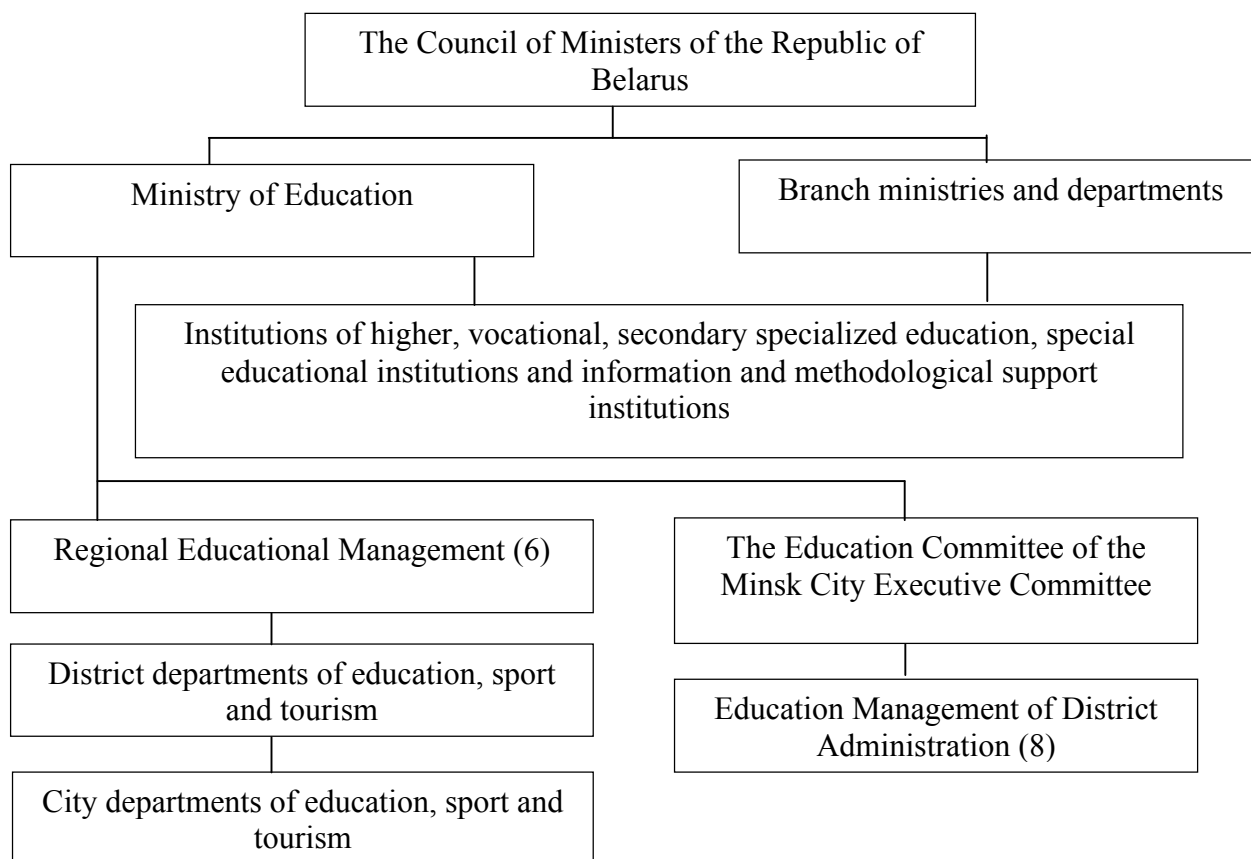 The Council of Ministers of the Republic of
Belarus
Ministry of Education
Branch ministries and departments
Institutions of higher, vocational, secondary specialized education, special
educational institutions and information and methodological support
institutions
Regional Educational Management (6)
The Education Committee of the
Minsk City Executive Committee
District departments of education, sport
and tourism
Education Management of District
Administration (8)
City departments of education, sport and
tourism